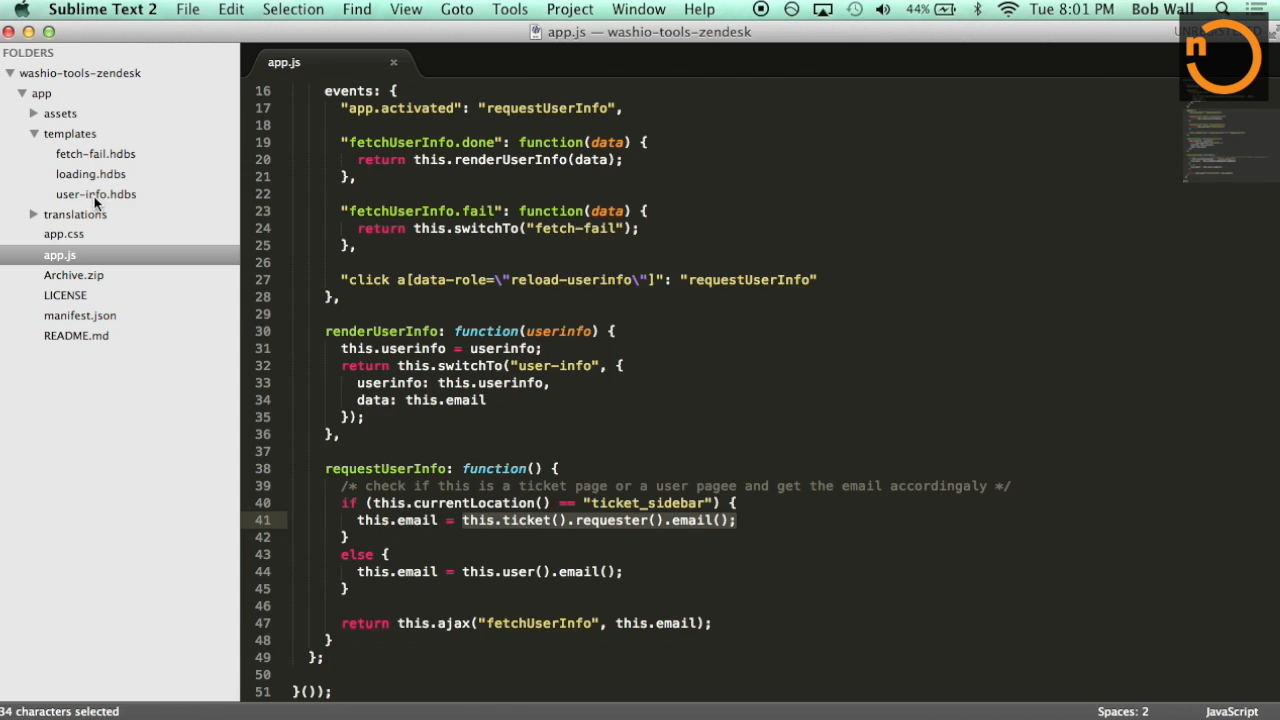 Sublime Text 2 File Edit Selection Find View Goto Tools Project Window Help 44% Tue 8:01 PM Bob Wall
app.js — washio-tools-zendesk
n
FOLDERS
washio-tools-zendesk
app
assets
templates
fetch-fail.hdbs
loading.hdbs
user-info.hdbs
translations
app.css
app.js
Archive.zip
LICENSE
manifest.json
README.md
app.js ×
16 events: {
17 "app.activated": "requestUserInfo",
18
19 "fetchUserInfo.done": function(data) {
20 return this.renderUserInfo(data);
21 },
22
23 "fetchUserInfo.fail": function(data) {
24 return this.switchTo("fetch-fail");
25 },
26
27 "click a[data-role=\"reload-userinfo\"]": "requestUserInfo"
28 },
29
30 renderUserInfo: function(userinfo) {
31 this.userinfo = userinfo;
32 return this.switchTo("user-info", {
33 userinfo: this.userinfo,
34 data: this.email
35 });
36 },
37
38 requestUserInfo: function() {
39 /* check if this is a ticket page or a user pagee and get the email accordingaly */
40 if (this.currentLocation() == "ticket_sidebar") {
41 this.email = this.ticket().requester().email();
42 }
43 else {
44 this.email = this.user().email();
45 }
46
47 return this.ajax("fetchUserInfo", this.email);
48 }
49 };
50
51 }());
34 characters selected Spaces: 2 JavaScript